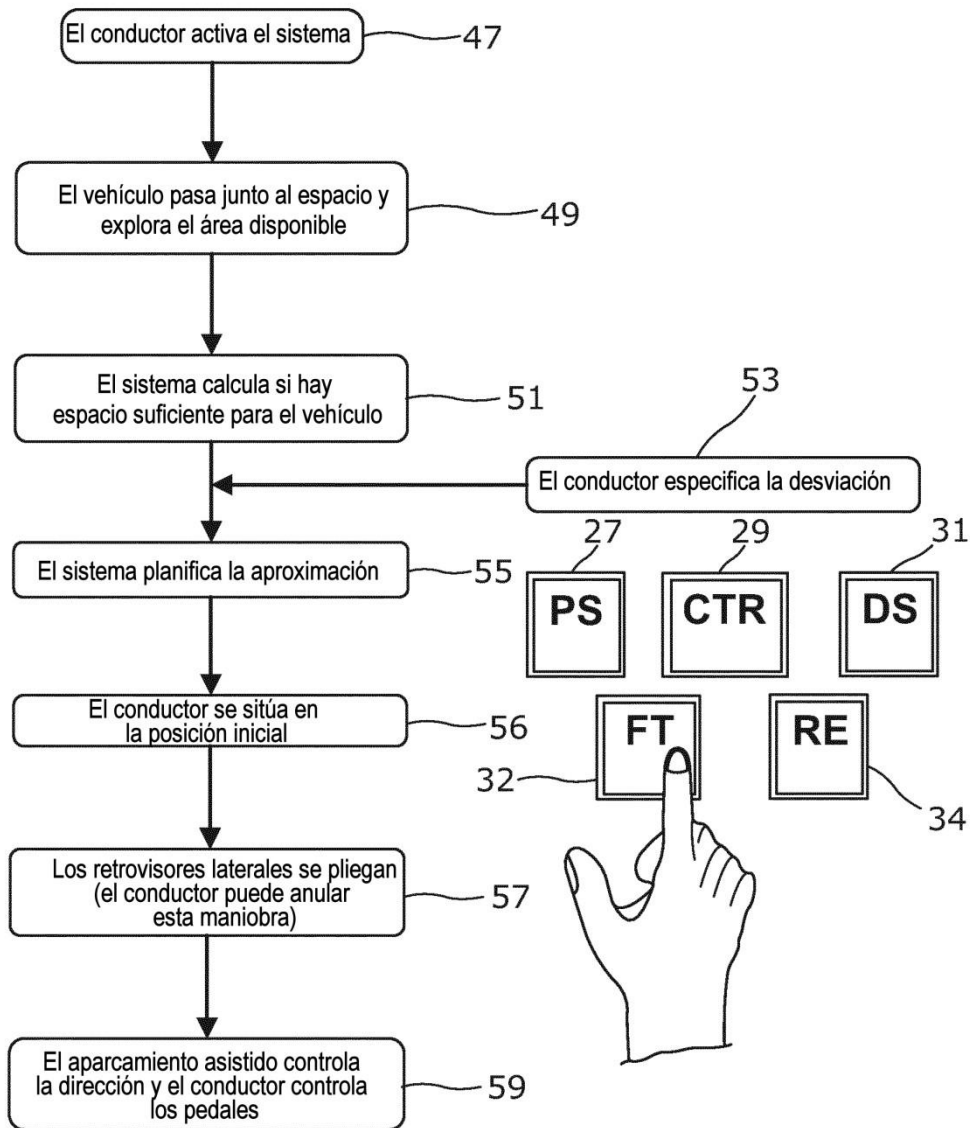 El conductor activa el sistema
47
El vehículo pasa junto al espacio y
explora el área disponible
49
El sistema calcula si hay
espacio suficiente para el vehículo
51
53
El conductor especifica la desviación
El sistema planifica la aproximación
55
27
29
31
PS
CTR
DS
El conductor se sitúa en
la posición inicial
56
FT
RE
32
34
Los retrovisores laterales se pliegan
(el conductor puede anular
esta maniobra)
57
El aparcamiento asistido controla
la dirección y el conductor controla
los pedales
59